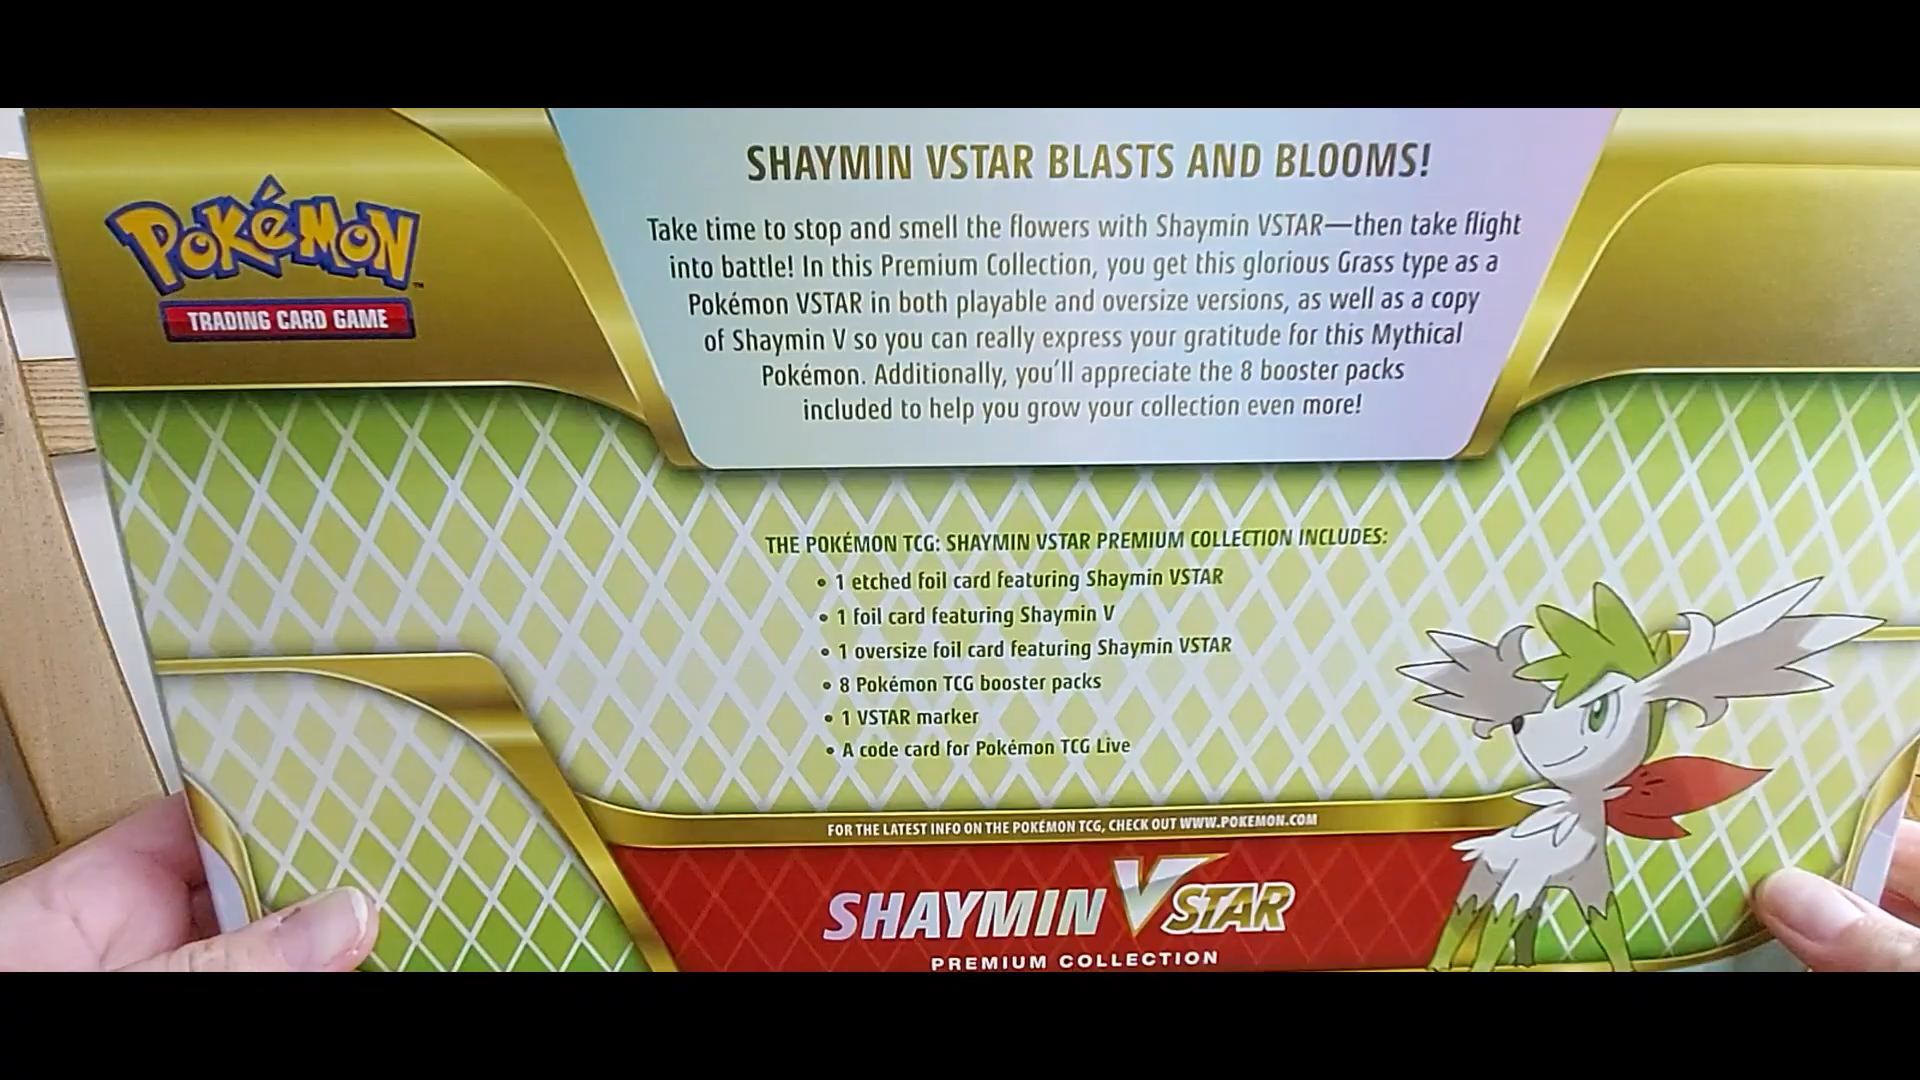 POKÉMON™
TRADING CARD GAME
SHAYMIN VSTAR BLASTS AND BLOOMS!
Take time to stop and smell the flowers with Shaymin VSTAR—then take flight
into battle! In this Premium Collection, you get this glorious Grass type as a
Pokémon VSTAR in both playable and oversize versions, as well as a copy
of Shaymin V so you can really express your gratitude for this Mythical
Pokémon. Additionally, you'll appreciate the 8 booster packs
included to help you grow your collection even more!
THE POKÉMON TCG: SHAYMIN VSTAR PREMIUM COLLECTION INCLUDES:
• 1 etched foil card featuring Shaymin VSTAR
• 1 foil card featuring Shaymin V
• 1 oversize foil card featuring Shaymin VSTAR
• 8 Pokémon TCG booster packs
• 1 VSTAR marker
• A code card for Pokémon TCG Live
FOR THE LATEST INFO ON THE POKÉMON TCG, CHECK OUT WWW.POKEMON.COM
SHAYMIN VSTAR
PREMIUM COLLECTION